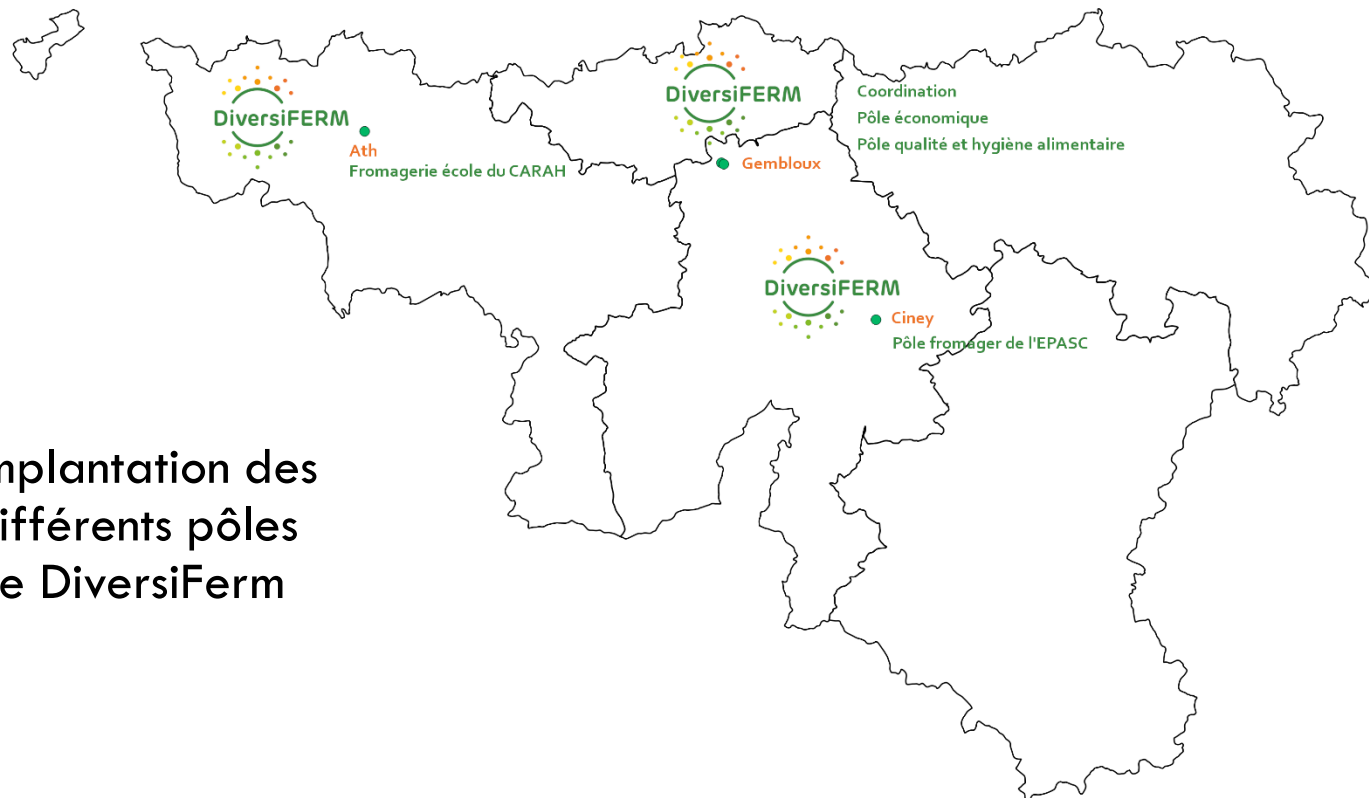 DiversiFERM
Ath
Fromagerie école du CARAH
DiversiFERM
Coordination
Pôle économique
Pôle qualité et hygiène alimentaire
Gembloux
DiversiFERM
Ciney
Pôle fromager de l'EPASC
mplantation des
ifférents pôles
e DiversiFerm